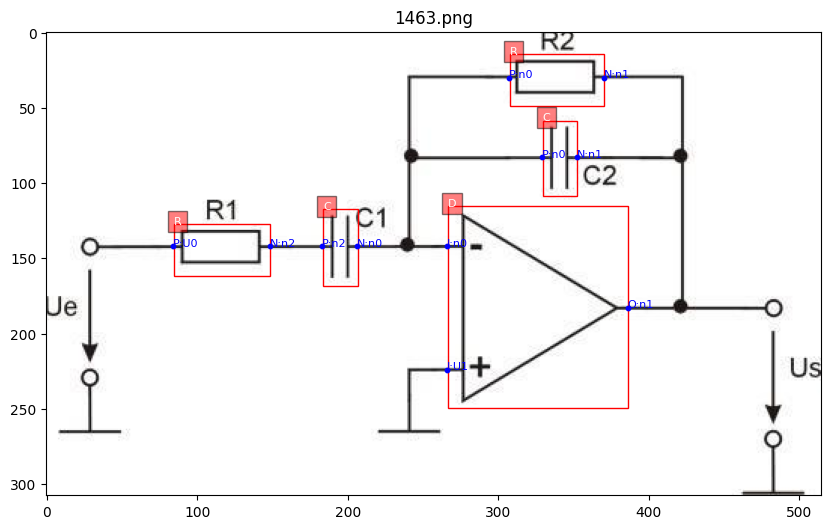 1463.png
R R2
P:n0 N:n1
C
P:n0 N:n1
C2
R R1
C C1
D
P:U0 N:n2 P:n2 N:n0 I:n0 -
Ue
O:n1
I:U1 +
Us
0
50
100
150
200
250
300
0 100 200 300 400 500